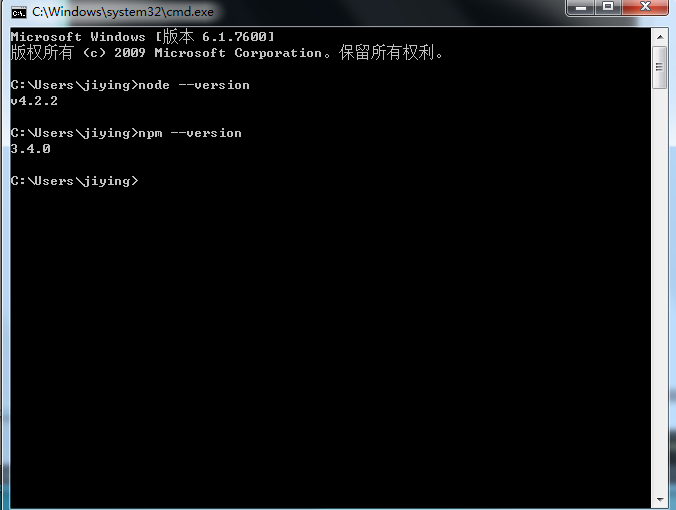 C:\Windows\system32\cmd.exe
Microsoft Windows [版本 6.1.7600]
版权所有 (c) 2009 Microsoft Corporation。保留所有权利。
C:\Users\jiying>node --version
v4.2.2
C:\Users\jiying>npm --version
3.4.0
C:\Users\jiying>